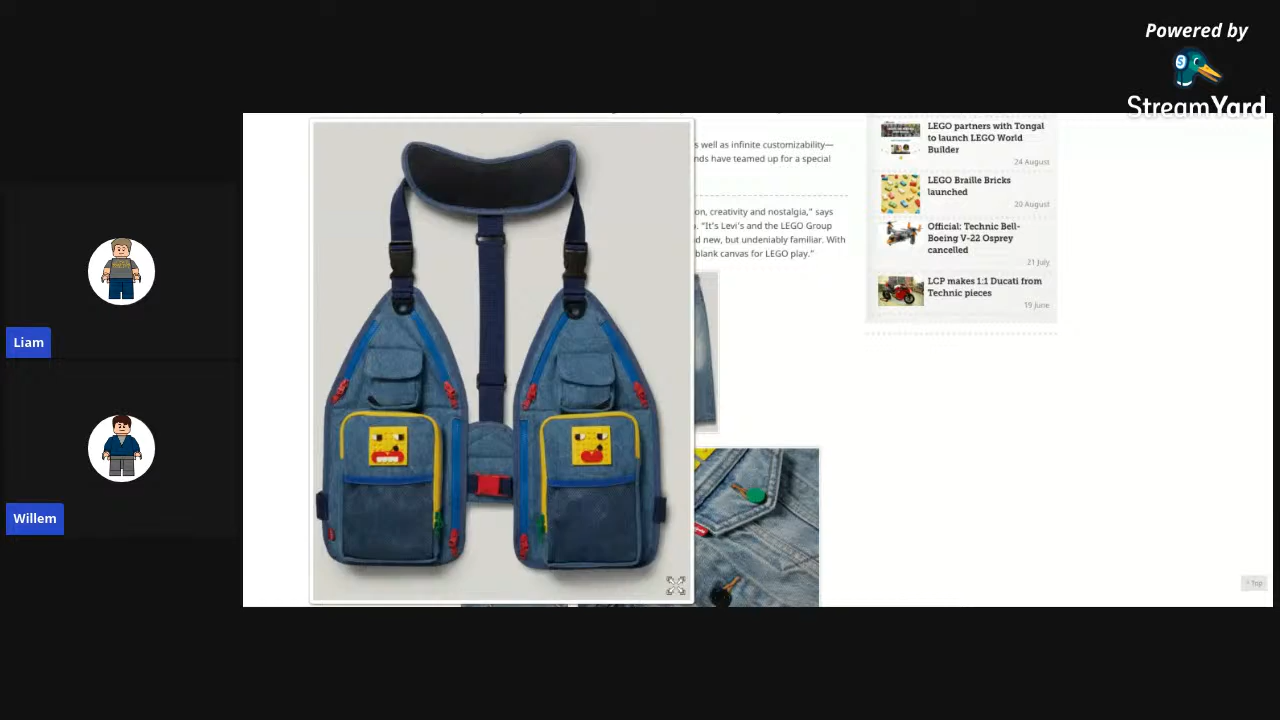 Powered by
StreamYard
s well as infinite customizability—
nds have teamed up for a special
on, creativity and nostalgia,” says
“It’s Levi’s and the LEGO Group
d new, but undeniably familiar. With
blank canvas for LEGO play.”
LEGO partners with Tongal
to launch LEGO World
Builder
24 August
LEGO Braille Bricks
launched
20 August
Official: Technic Bell-
Boeing V-22 Osprey
cancelled
21 July
LCP makes 1:1 Ducati from
Technic pieces
19 June
Liam
Willem
Top